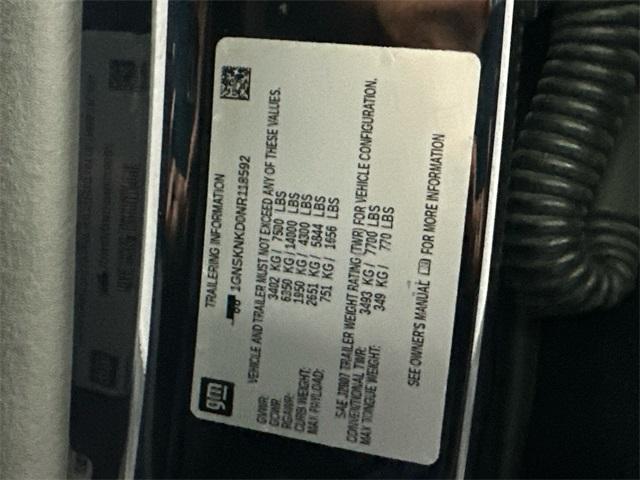 gm
TRAILERING INFORMATION
1GNSKNKD0NR118592
VEHICLE AND TRAILER MUST NOT EXCEED ANY OF THESE VALUES.
GVWR: 3402 KG / 7500 LBS
GCWR: 6350 KG / 14000 LBS
RGAWR: 1950 KG / 4300 LBS
CURB WEIGHT: 2651 KG / 5844 LBS
MAX PAYLOAD: 751 KG / 1656 LBS
SAE J2807 TRAILER WEIGHT RATING (TWR) FOR VEHICLE CONFIGURATION.
CONVENTIONAL TWR: 3493 KG / 7700 LBS
MAX TONGUE WEIGHT: 349 KG / 770 LBS
SEE OWNER'S MANUAL FOR MORE INFORMATION